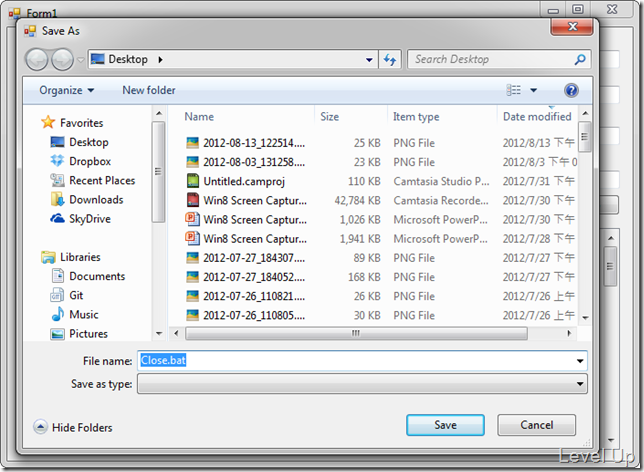 Form1
Save As
Desktop
Search Desktop
Organize New folder
Name Size Item type Date modified
Favorites
Desktop
Dropbox
Recent Places
Downloads
SkyDrive
Libraries
Documents
Git
Music
Pictures
2012-08-13_122514.... 25 KB PNG File 2012/8/13 下午
2012-08-03_131258.... 23 KB PNG File 2012/8/3 下午 0
Untitled.camproj 110 KB Camtasia Studio P... 2012/7/31 下午
Win8 Screen Captur... 42,784 KB Camtasia Recorde... 2012/7/30 下午
Win8 Screen Captur... 1,026 KB Microsoft PowerP... 2012/7/30 下午
Win8 Screen Captur... 1,941 KB Microsoft PowerP... 2012/7/28 下午
2012-07-27_184307.... 89 KB PNG File 2012/7/27 下午
2012-07-27_184052.... 168 KB PNG File 2012/7/27 下午
2012-07-26_110821.... 26 KB PNG File 2012/7/26 上午
2012-07-26_110805.... 30 KB PNG File 2012/7/26 上午
File name: Close.bat
Save as type:
Hide Folders Save Cancel
Level Up